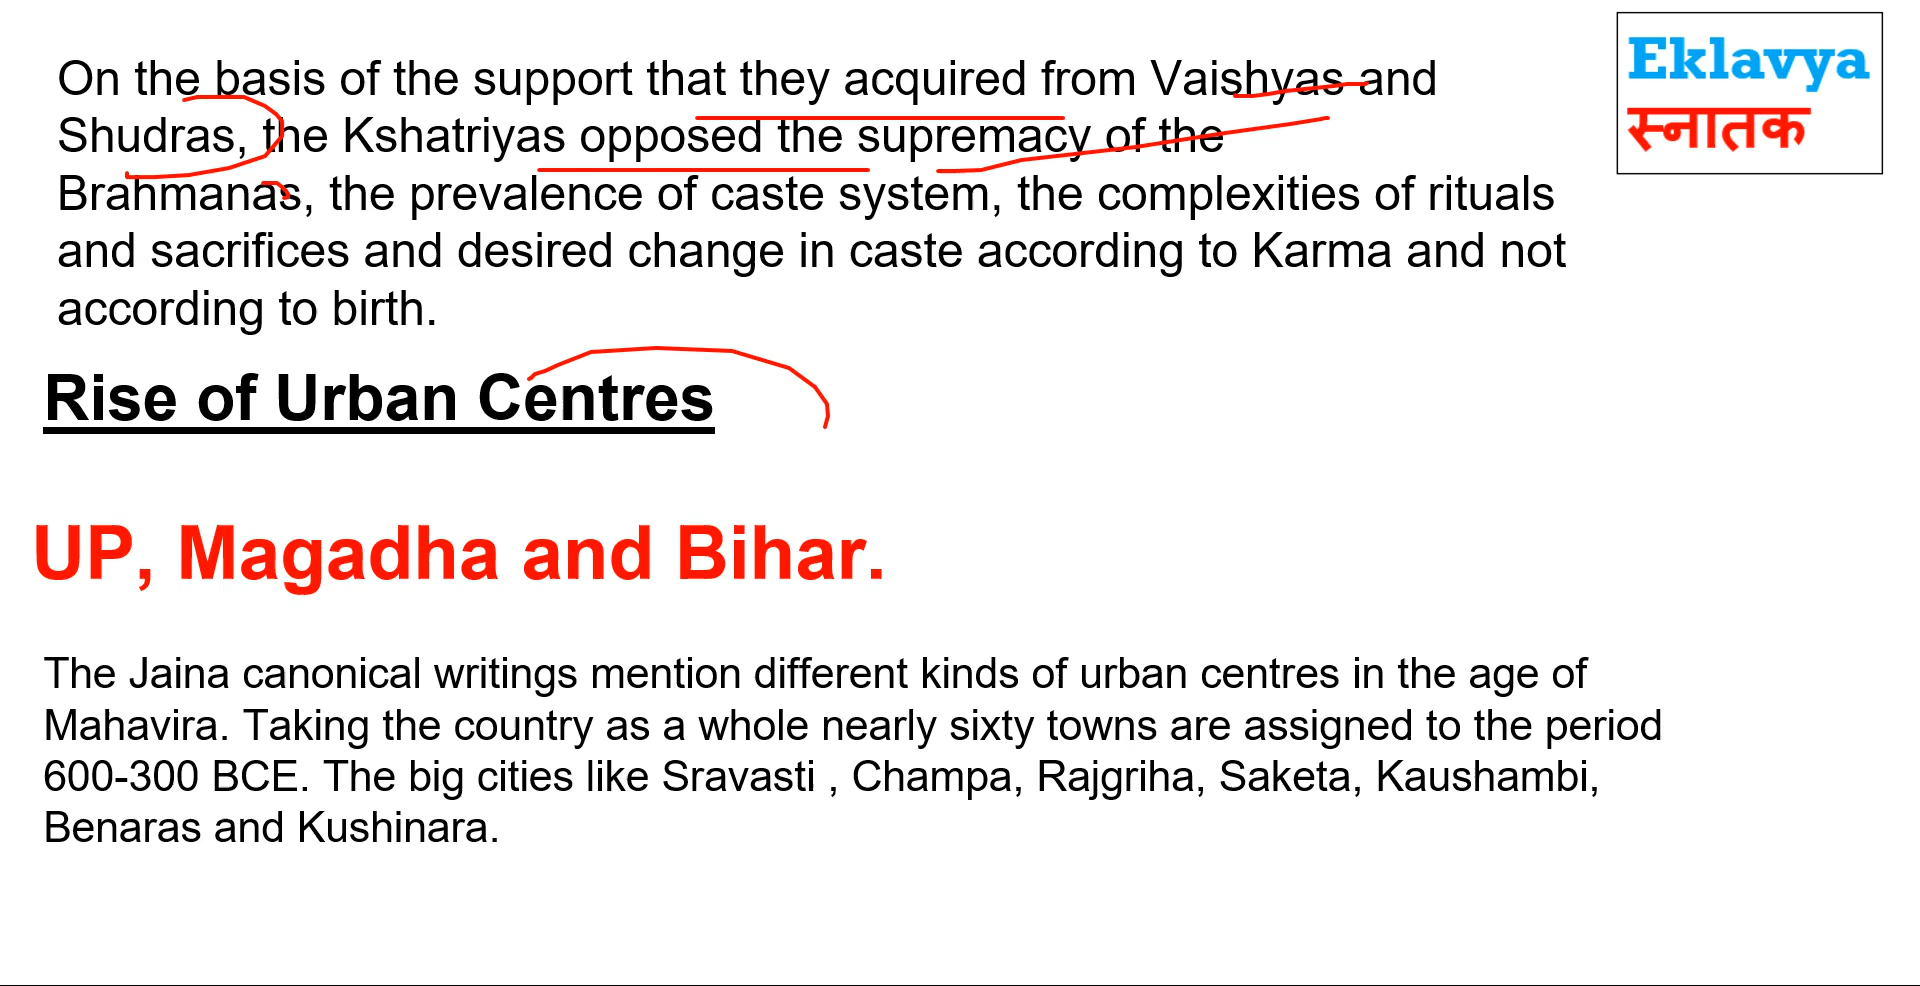 On the basis of the support that they acquired from Vaishyas and
Shudras, the Kshatriyas opposed the supremacy of the
Brahmanas, the prevalence of caste system, the complexities of rituals
and sacrifices and desired change in caste according to Karma and not
according to birth.
Eklavya
स्नातक
Rise of Urban Centres
UP, Magadha and Bihar.
The Jaina canonical writings mention different kinds of urban centres in the age of
Mahavira. Taking the country as a whole nearly sixty towns are assigned to the period
600-300 BCE. The big cities like Sravasti , Champa, Rajgriha, Saketa, Kaushambi,
Benaras and Kushinara.